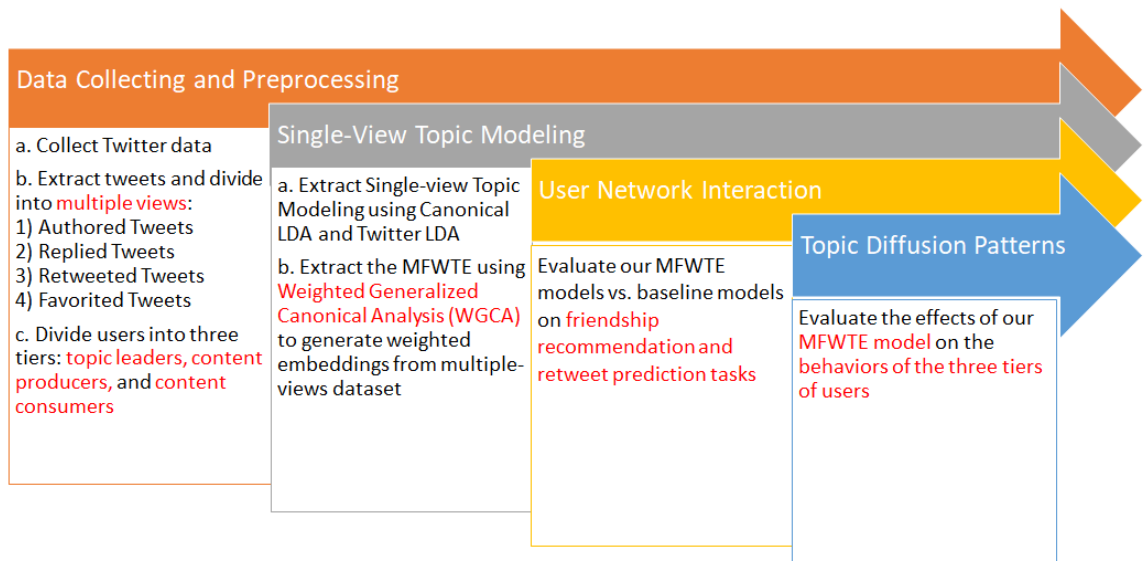 Data Collecting and Preprocessing
a. Collect Twitter data
b. Extract tweets and divide
into multiple views:
1) Authored Tweets
2) Replied Tweets
3) Retweeted Tweets
4) Favorited Tweets
c. Divide users into three
tiers: topic leaders, content
producers, and content
consumers
Single-View Topic Modeling
a. Extract Single-view Topic
Modeling using Canonical
LDA and Twitter LDA
b. Extract the MFWTE using
Weighted Generalized
Canonical Analysis (WGCA)
to generate weighted
embeddings from multiple-
views dataset
User Network Interaction
Evaluate our MFWTE
models vs. baseline models
on friendship
recommendation and
retweet prediction tasks
Topic Diffusion Patterns
Evaluate the effects of our
MFWTE model on the
behaviors of the three tiers
of users